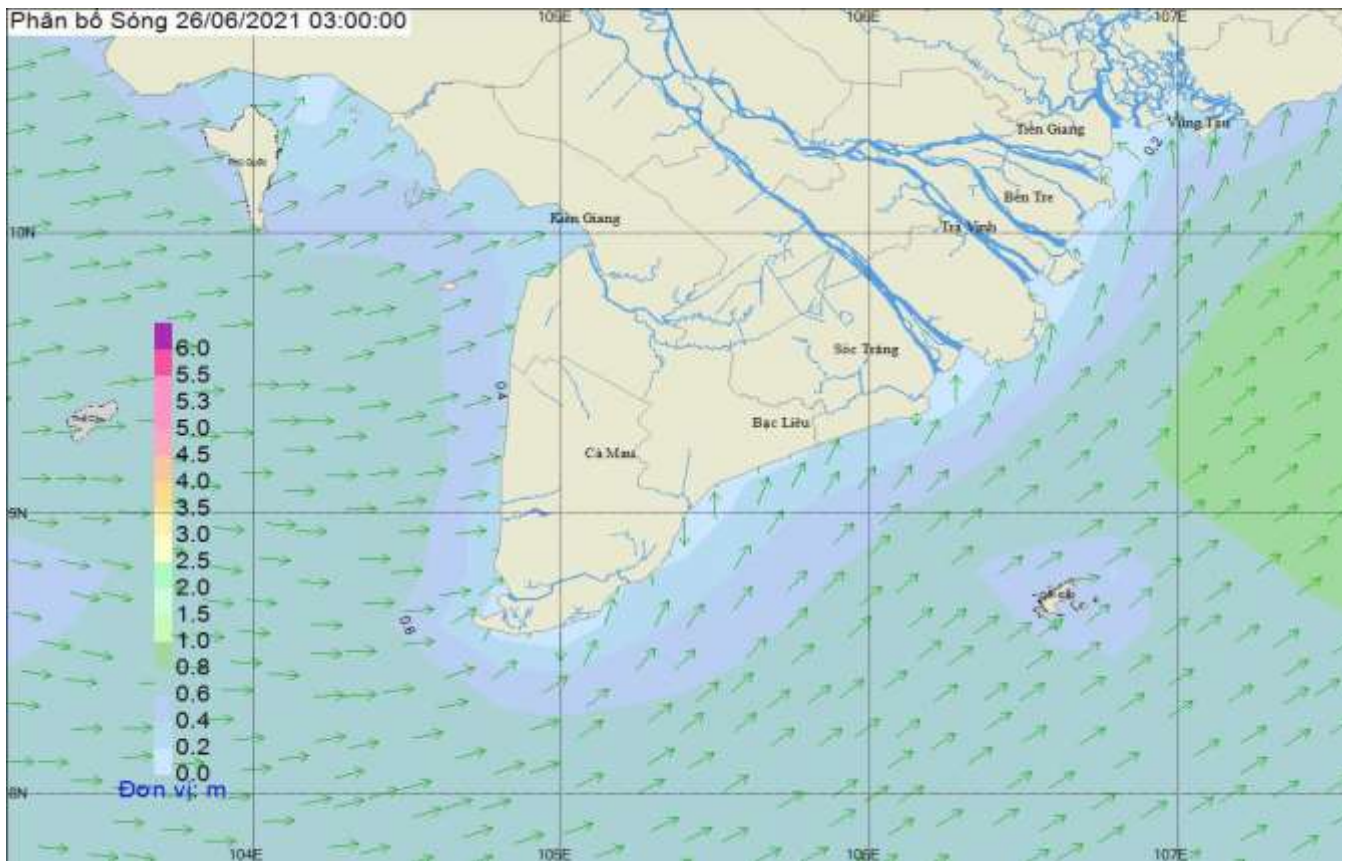 Phân bố Sóng 26/06/2021 03:00:00
105E
106E
107E
Vũng Tàu
Tiền Giang
0.2
Bến Tre
Kiên Giang
Trà Vinh
10N
Sóc Trăng
6.0
5.5
5.3
5.0
4.5
4.0
3.5
3.0
2.5
2.0
1.5
1.0
0.8
0.6
0.4
0.2
0.0
0.4
Bạc Liêu
Cà Mau
9N
0.6
Đơn vị: m
8N
104E
105E
106E
107E